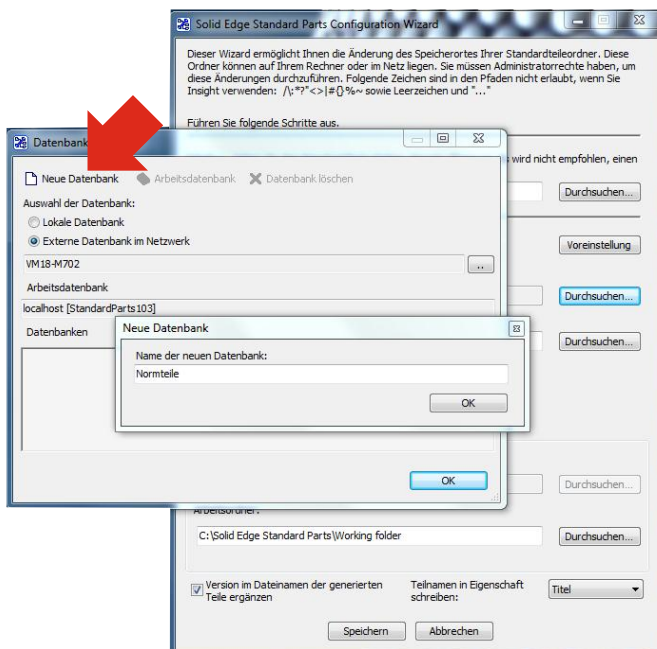 Solid Edge Standard Parts Configuration Wizard
Dieser Wizard ermöglicht Ihnen die Änderung des Speicherortes Ihrer Standardteileordner. Diese
Ordner können auf Ihrem Rechner oder im Netz liegen. Sie müssen Administratorrechte haben, um
diese Änderungen durchzuführen. Folgende Zeichen sind in den Pfaden nicht erlaubt, wenn Sie
Insight verwenden: /\:*?"<>|#{}%~ sowie Leerzeichen und "..."
Führen Sie folgende Schritte aus.
wird nicht empfohlen, einen
Durchsuchen...
Voreinstellung
Durchsuchen...
Durchsuchen...
Durchsuchen...
Arbeitsordner:
C:\Solid Edge Standard Parts\Working folder
Durchsuchen...
Version im Dateinamen der generierten
Teile ergänzen
Teilnamen in Eigenschaft
schreiben:
Titel
Speichern
Abbrechen
Datenbank
Neue Datenbank
Arbeitsdatenbank
Datenbank löschen
Auswahl der Datenbank:
Lokale Datenbank
Externe Datenbank im Netzwerk
VM18-M702
..
Arbeitsdatenbank
localhost [StandardParts103]
Datenbanken
OK
Neue Datenbank
Name der neuen Datenbank:
Normteile
OK